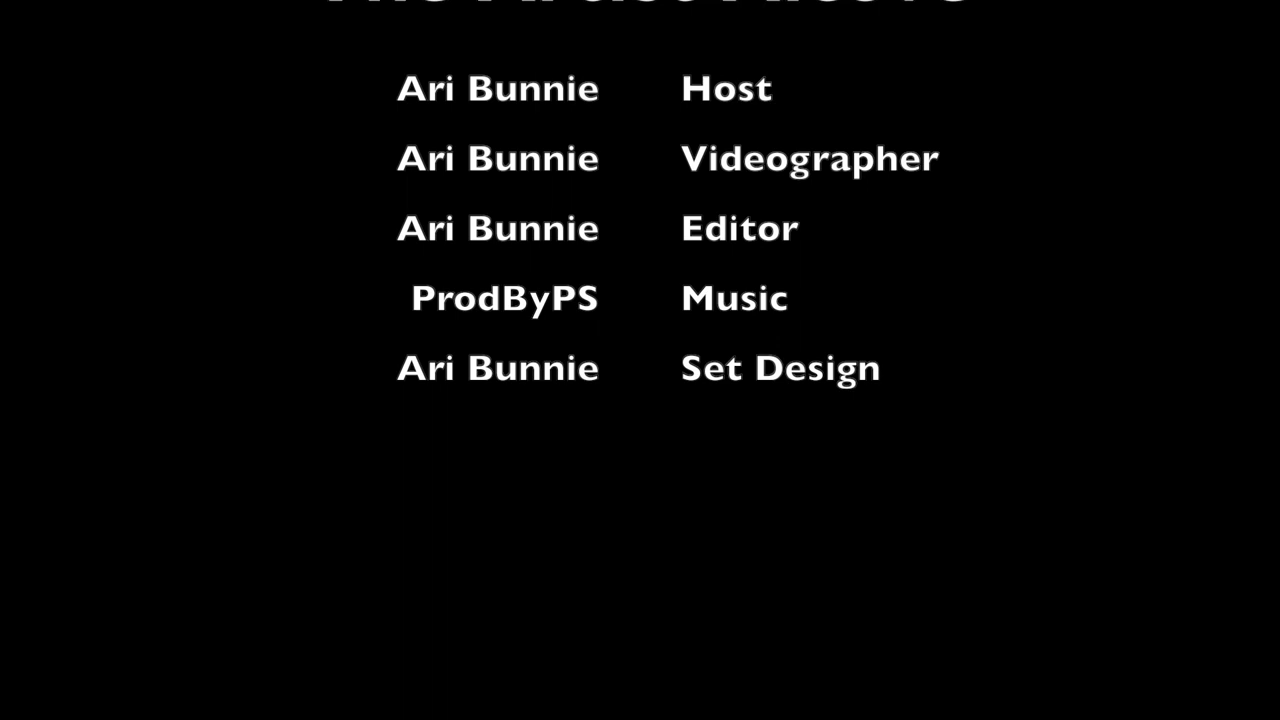 Ari Bunnie Host
Ari Bunnie Videographer
Ari Bunnie Editor
ProdByPS Music
Ari Bunnie Set Design